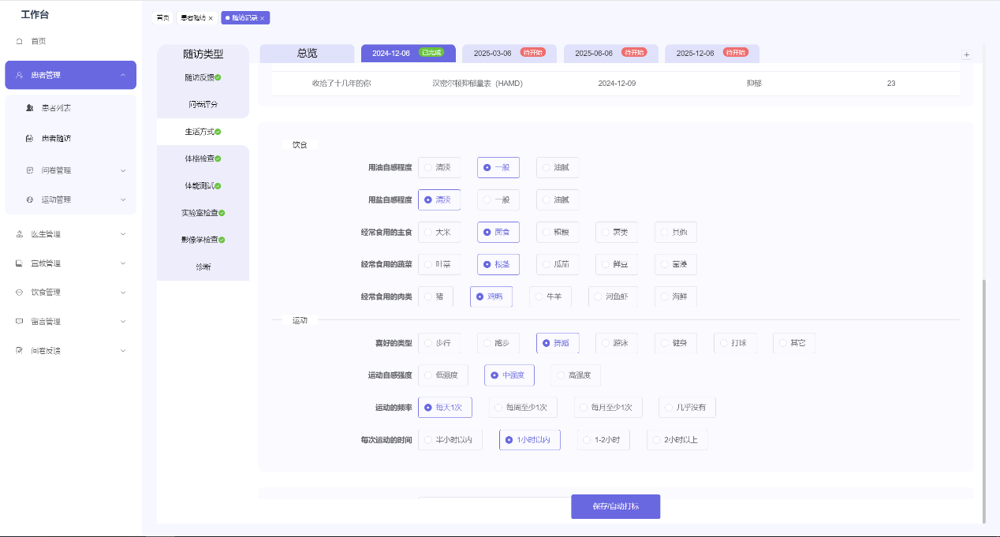 工作台
首页
患者管理
患者列表
患者随访
问卷管理
运动管理
医生管理
宣教管理
饮食管理
留言管理
问卷反馈
首页 患者随访 × 随访记录 ×
随访类型
随访反馈
问卷评分
生活方式
体格检查
体能测试
实验室检查
影像学检查
诊断
总览 2024-12-06 已完成 2025-03-06 待开始 2025-06-06 待开始 2025-12-06 待开始 +
收拾了十几年的你 汉密尔顿抑郁量表（HAMD） 2024-12-09 抑郁 23
饮食
用油自感程度 清淡 一般 油腻
用盐自感程度 清淡 一般 油腻
经常食用的主食 大米 面食 粗粮 薯类 其他
经常食用的蔬菜 叶菜 根茎 瓜茄 鲜豆 菌藻
经常食用的肉类 猪 鸡鸭 牛羊 河鱼虾 海鲜
运动
喜好的类型 步行 跑步 舞蹈 游泳 健身 打球 其它
运动自感强度 低强度 中强度 高强度
运动的频率 每天1次 每周至少1次 每月至少1次 几乎没有
每次运动的时间 半小时以内 1小时以内 1-2小时 2小时以上
保存/自动打标